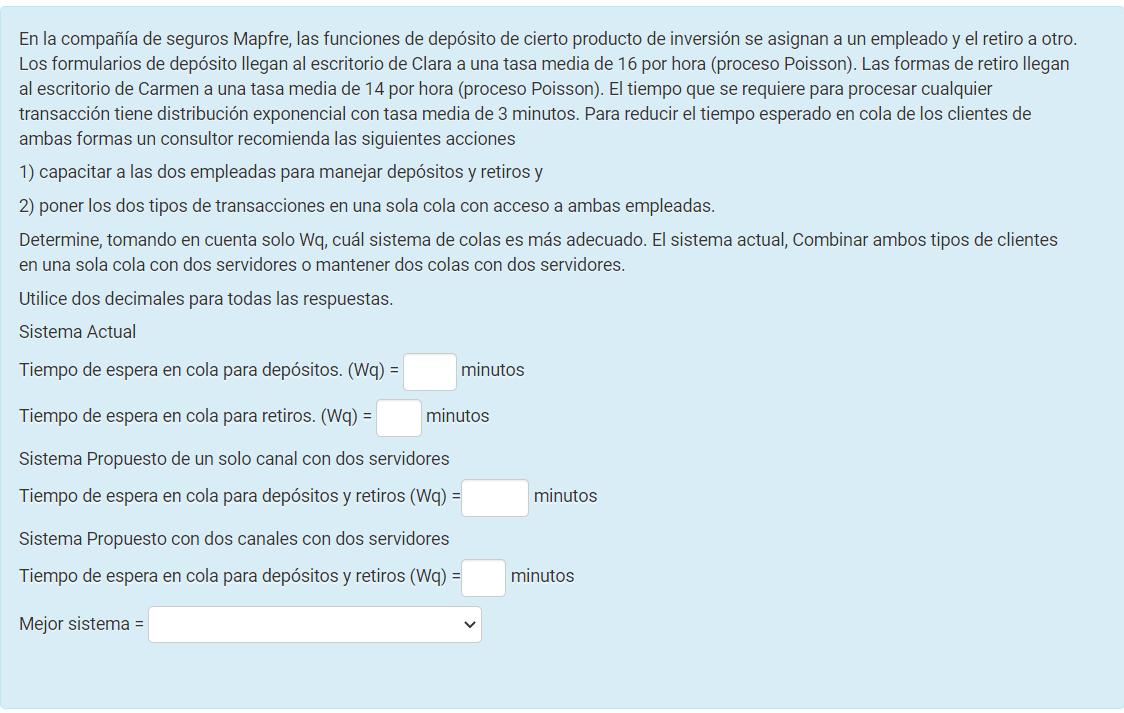 En la compañía de seguros Mapfre, las funciones de depósito de cierto producto de inversión se asignan a un empleado y el retiro a otro.
Los formularios de depósito llegan al escritorio de Clara a una tasa media de 16 por hora (proceso Poisson). Las formas de retiro llegan
al escritorio de Carmen a una tasa media de 14 por hora (proceso Poisson). El tiempo que se requiere para procesar cualquier
transacción tiene distribución exponencial con tasa media de 3 minutos. Para reducir el tiempo esperado en cola de los clientes de
ambas formas un consultor recomienda las siguientes acciones
1) capacitar a las dos empleadas para manejar depósitos y retiros y
2) poner los dos tipos de transacciones en una sola cola con acceso a ambas empleadas.
Determine, tomando en cuenta solo Wq, cuál sistema de colas es más adecuado. El sistema actual, Combinar ambos tipos de clientes
en una sola cola con dos servidores o mantener dos colas con dos servidores.
Utilice dos decimales para todas las respuestas.
Sistema Actual
Tiempo de espera en cola para depósitos. (Wq) = minutos
Tiempo de espera en cola para retiros. (Wq) = minutos
Sistema Propuesto de un solo canal con dos servidores
Tiempo de espera en cola para depósitos y retiros (Wq) = minutos
Sistema Propuesto con dos canales con dos servidores
Tiempo de espera en cola para depósitos y retiros (Wq) = minutos
Mejor sistema =